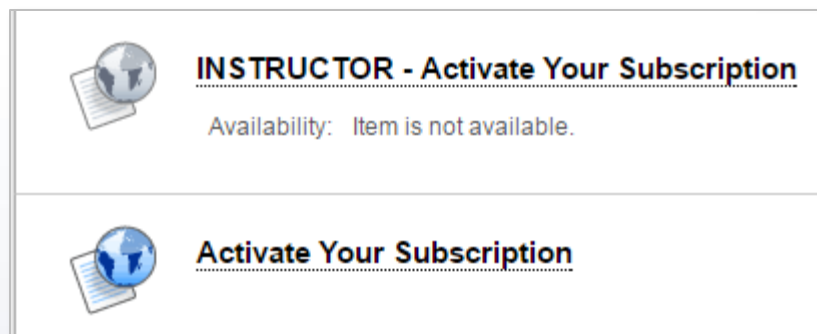 INSTRUCTOR - Activate Your Subscription
Availability: Item is not available.
Activate Your Subscription